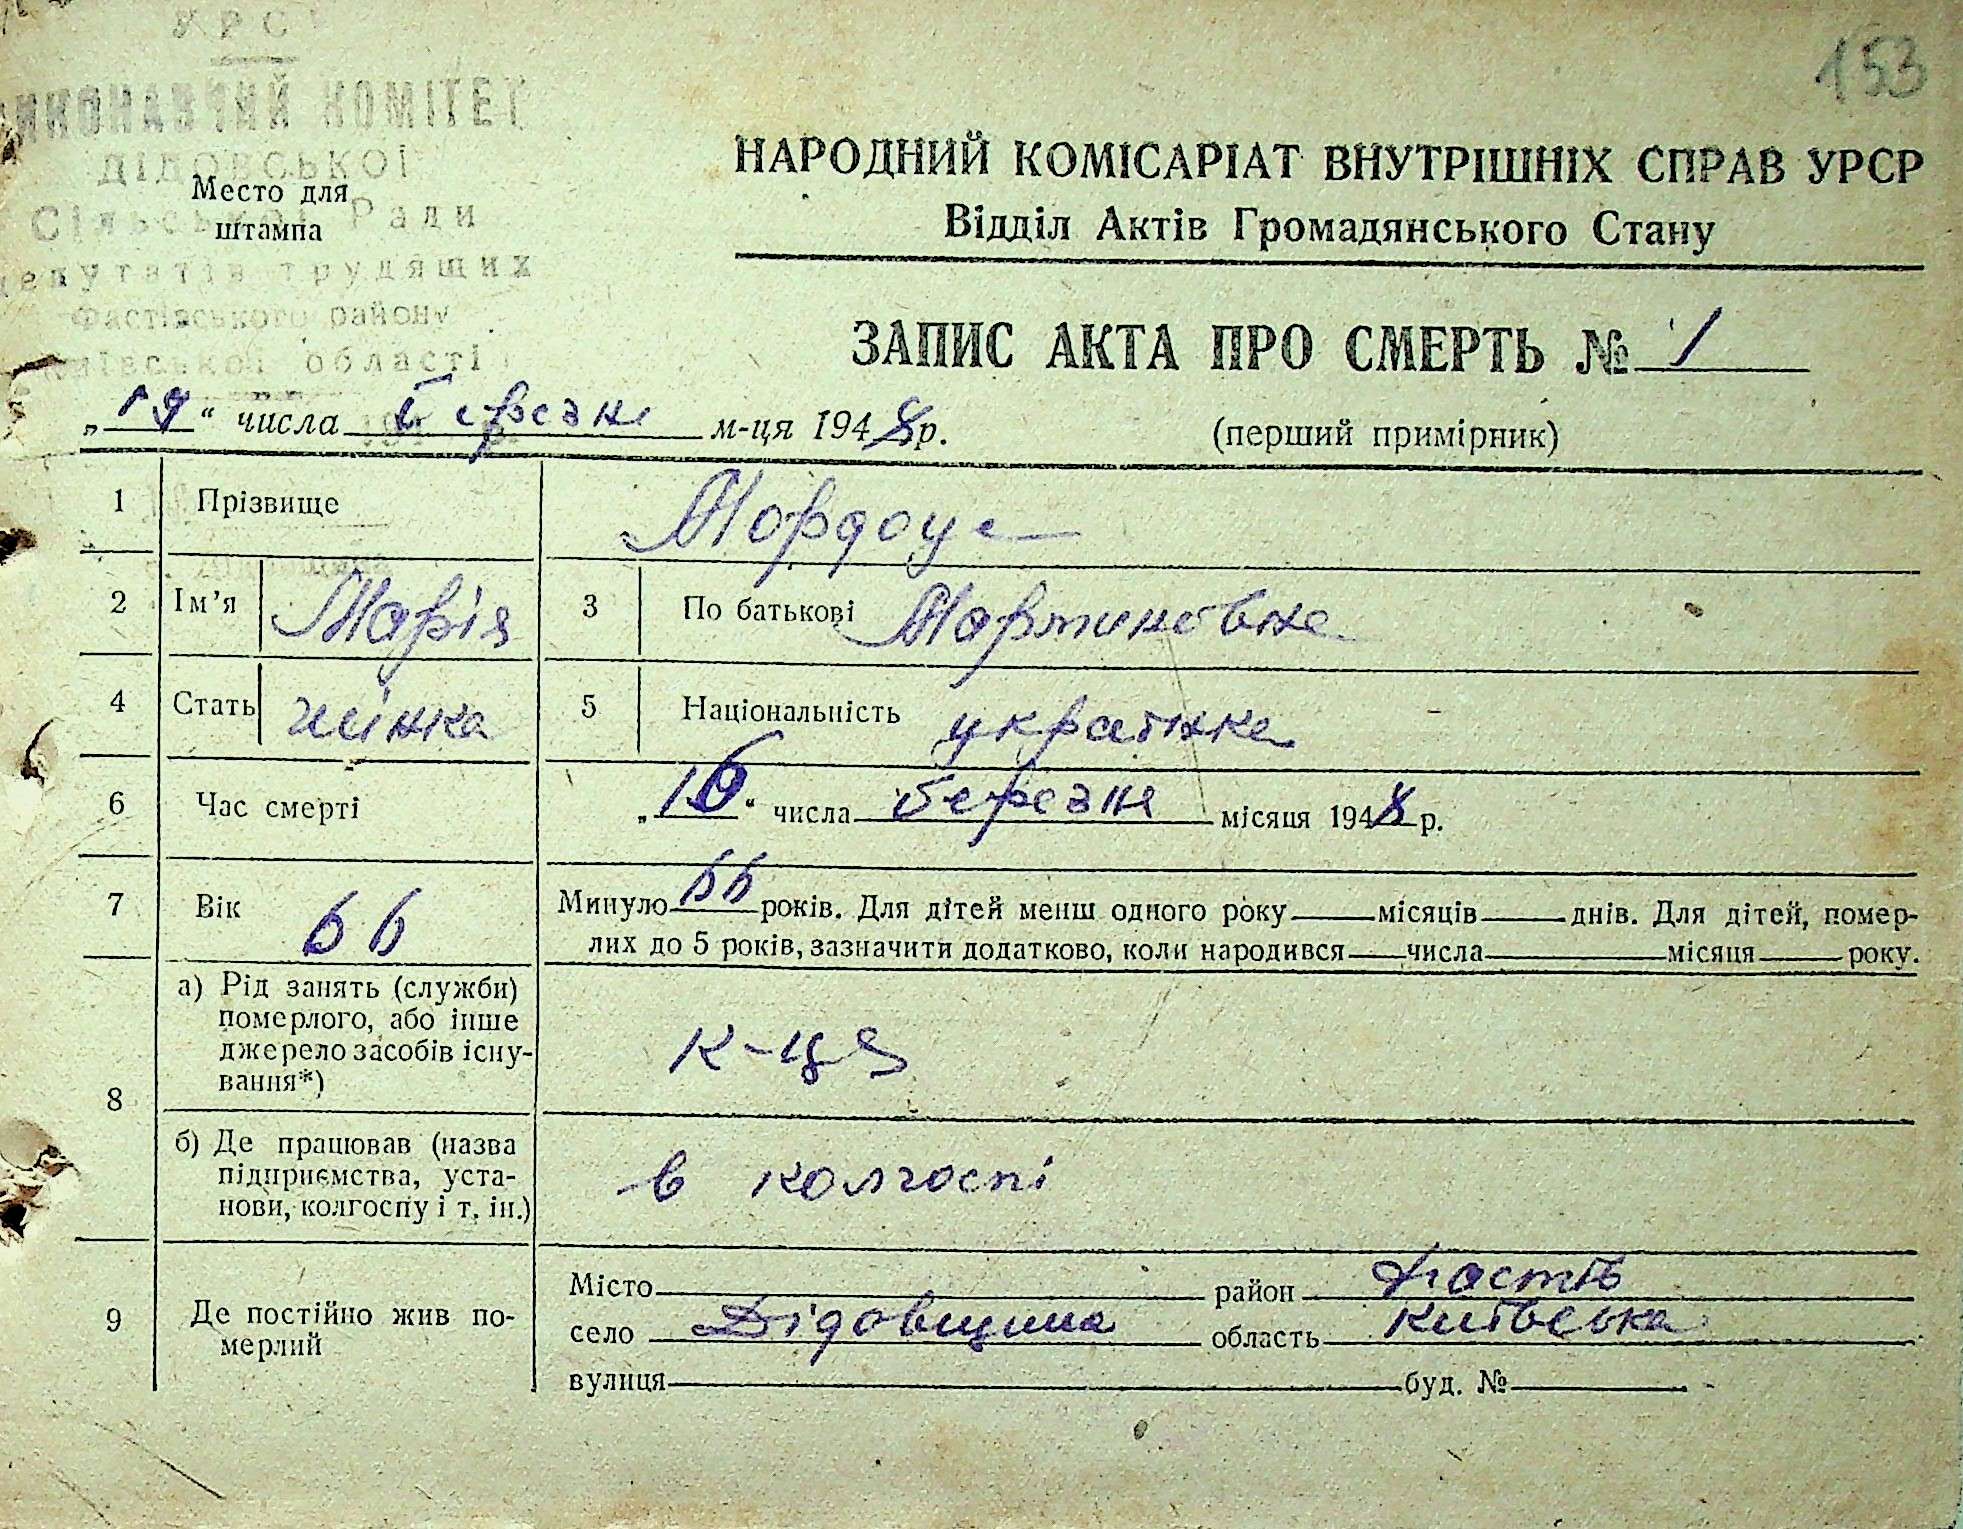 153
УРСР
ВИКОНАВЧИЙ КОМІТЕТ
ДІДОВСЬКОЇ
Сільської Ради
депутатів трудящих
Фастівського району
Київської області
Место для
штампа
НАРОДНИЙ КОМІСАРІАТ ВНУТРІШНІХ СПРАВ УРСР
Відділ Актів Громадянського Стану
ЗАПИС АКТА ПРО СМЕРТЬ № 1
„19" числа березня м-ця 1948 р.
(перший примірник)
1 Прізвище Мордоус
2 Ім'я Марія 3 По батькові Мартиновна
4 Стать жінка 5 Національність українка
6 Час смерті „16" числа березня місяця 1948 р.
7 Вік 66 Минуло 66 років. Для дітей менш одного року місяців днів. Для дітей, помер-
лих до 5 років, зазначити додатково, коли народився числа місяця року.
8 а) Рід занять (служби)
померлого, або інше
джерело засобів існу-
вання*)
к-ця
б) Де працював (назва
підприємства, уста-
нови, колгоспу і т. ін.)
в колгоспі
9 Де постійно жив по-
мерлий
Місто район Фастів
село Дідовщина область Київська
вулиця буд. №